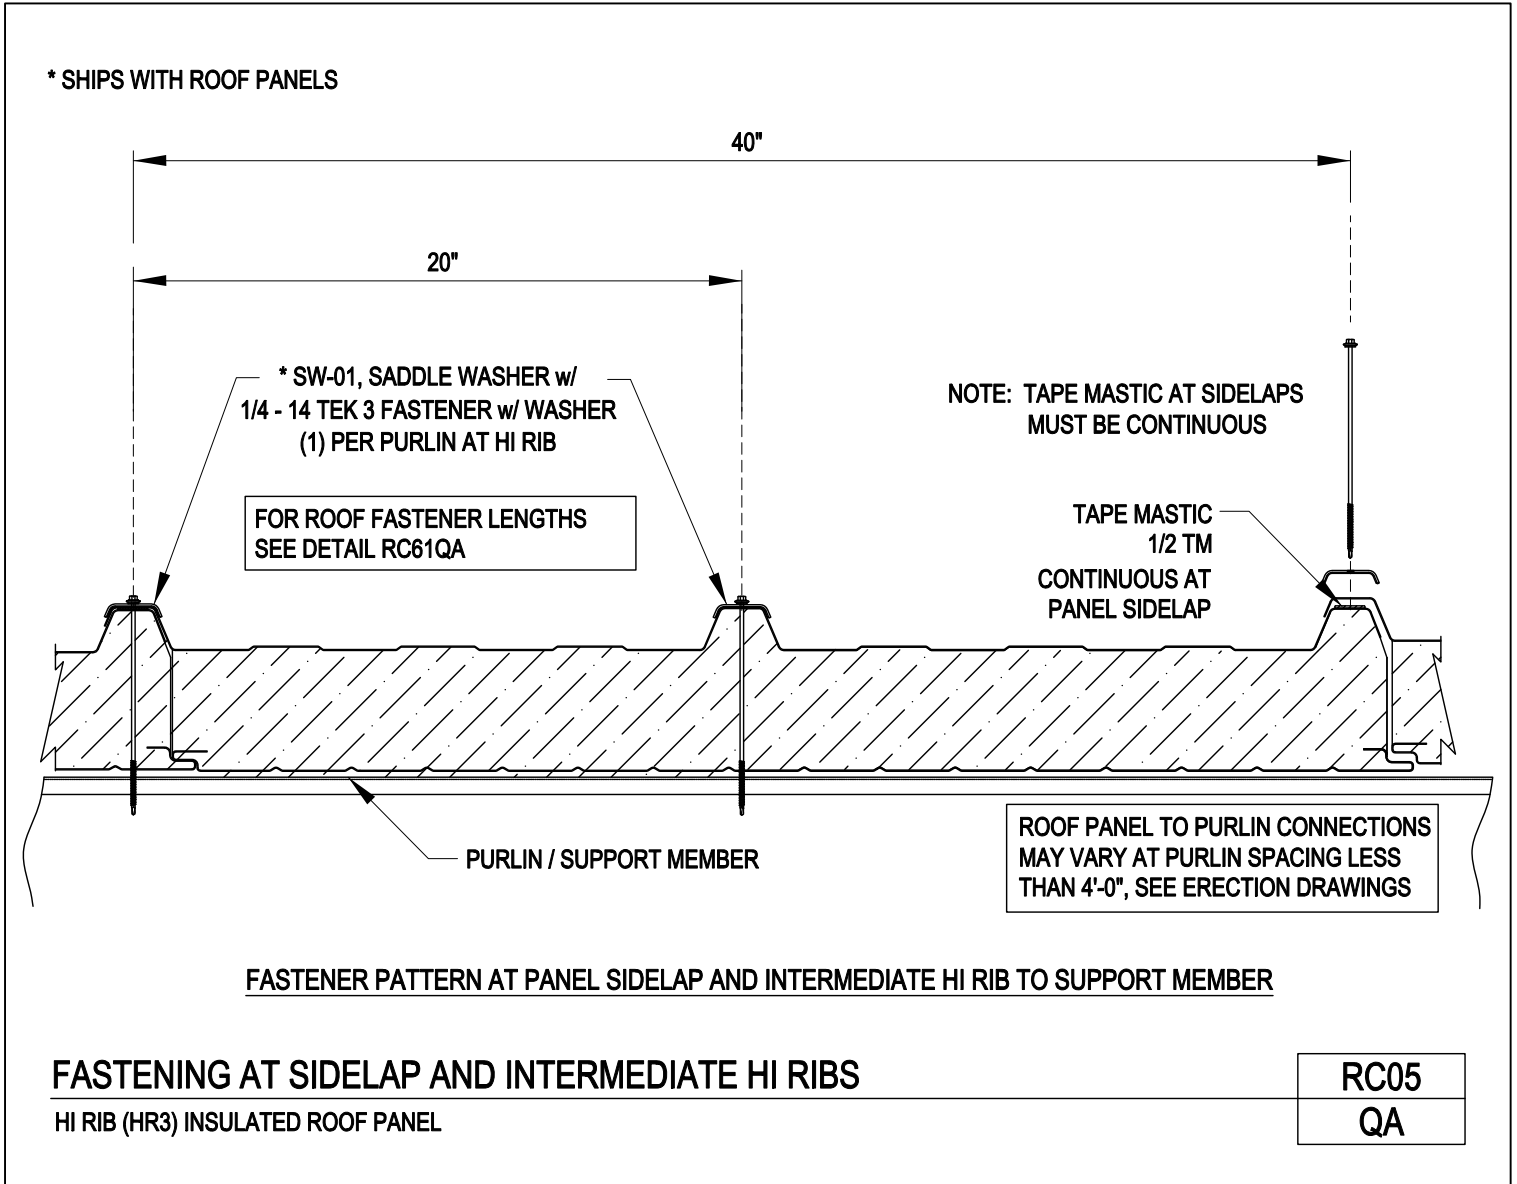 * SHIPS WITH ROOF PANELS
40"
20"
* SW-01, SADDLE WASHER w/
1/4 - 14 TEK 3 FASTENER w/ WASHER
(1) PER PURLIN AT HI RIB
NOTE: TAPE MASTIC AT SIDELAPS
MUST BE CONTINUOUS
FOR ROOF FASTENER LENGTHS
SEE DETAIL RC61QA
TAPE MASTIC
1/2 TM
CONTINUOUS AT
PANEL SIDELAP
PURLIN / SUPPORT MEMBER
ROOF PANEL TO PURLIN CONNECTIONS
MAY VARY AT PURLIN SPACING LESS
THAN 4'-0", SEE ERECTION DRAWINGS
FASTENER PATTERN AT PANEL SIDELAP AND INTERMEDIATE HI RIB TO SUPPORT MEMBER
FASTENING AT SIDELAP AND INTERMEDIATE HI RIBS
HI RIB (HR3) INSULATED ROOF PANEL
RC05
QA